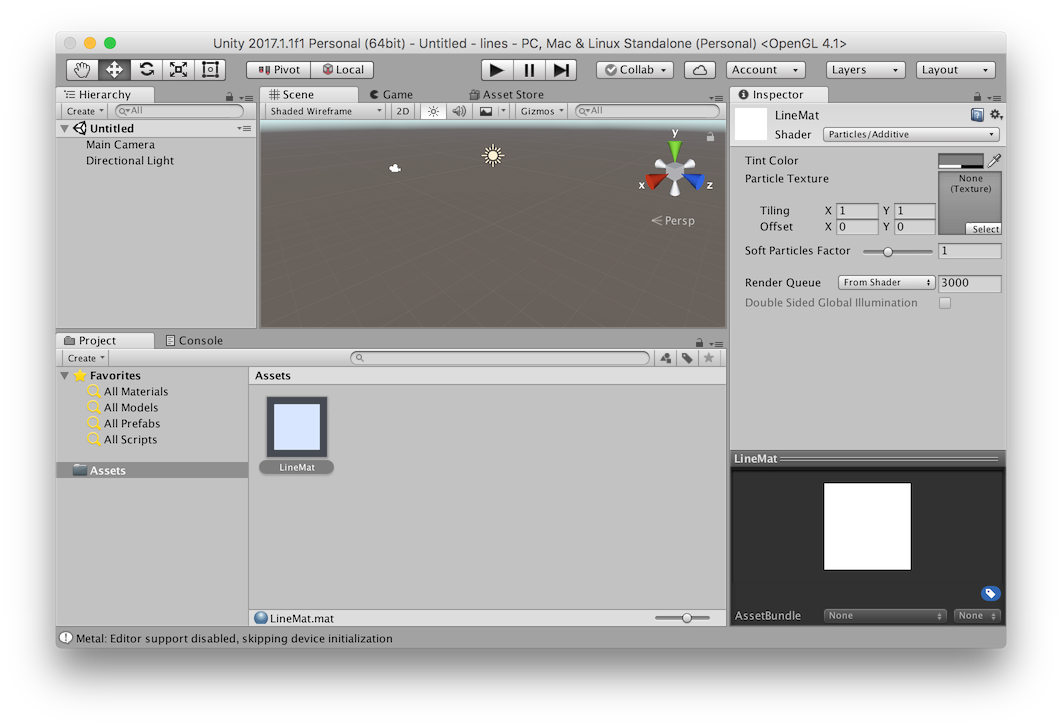 Unity 2017.1.1f1 Personal (64bit) - Untitled - lines - PC, Mac & Linux Standalone (Personal) <OpenGL 4.1>
Pivot Local Collab Account Layers Layout
Hierarchy
Create All
Untitled
Main Camera
Directional Light
Scene Game Asset Store
Shaded Wireframe 2D Gizmos All
y
x z
Persp
Inspector
LineMat
Shader Particles/Additive
Tint Color
Particle Texture None
(Texture)
Tiling X 1 Y 1
Offset X 0 Y 0
Select
Soft Particles Factor 1
Render Queue From Shader 3000
Double Sided Global Illumination
Project Console
Create
Favorites
All Materials
All Models
All Prefabs
All Scripts
Assets
Assets
LineMat
LineMat.mat
LineMat
AssetBundle None None
Metal: Editor support disabled, skipping device initialization